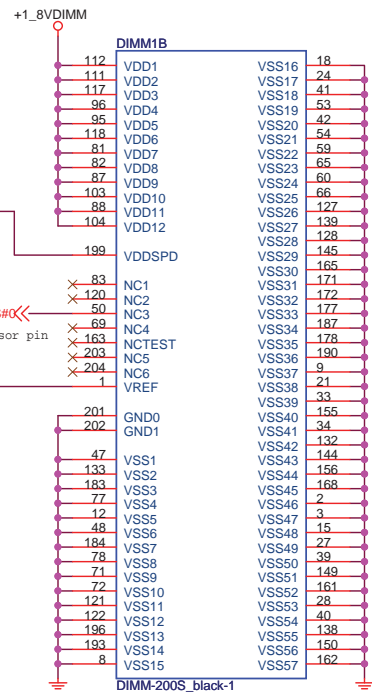 +1_8VDIMM
DIMM1B
112 VDD1 VSS16 18
111 VDD2 VSS17 24
117 VDD3 VSS18 41
96 VDD4 VSS19 53
95 VDD5 VSS20 42
118 VDD6 VSS21 54
81 VDD7 VSS22 59
82 VDD8 VSS23 65
87 VDD9 VSS24 60
103 VDD10 VSS25 66
88 VDD11 VSS26 127
104 VDD12 VSS27 139
VSS28 128
199 VDDSPD VSS29 145
VSS30 165
83 NC1 VSS31 171
120 NC2 VSS32 172
50 NC3 VSS33 177
S#0
69 NC4 VSS34 187
sor pin
163 NCTEST VSS35 178
203 NC5 VSS36 190
204 NC6 VSS37 9
1 VREF VSS38 21
VSS39 33
201 GND0 VSS40 155
202 GND1 VSS41 34
VSS42 132
47 VSS1 VSS43 144
133 VSS2 VSS44 156
183 VSS3 VSS45 168
77 VSS4 VSS46 2
12 VSS5 VSS47 3
48 VSS6 VSS48 15
184 VSS7 VSS49 27
78 VSS8 VSS50 39
71 VSS9 VSS51 149
72 VSS10 VSS52 161
121 VSS11 VSS53 28
122 VSS12 VSS54 40
196 VSS13 VSS55 138
193 VSS14 VSS56 150
8 VSS15 VSS57 162
DIMM-200S_black-1